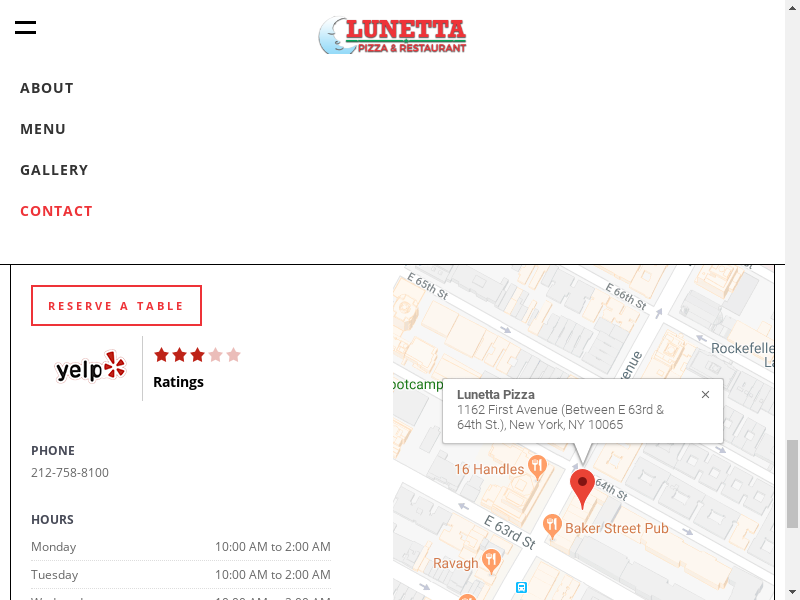 LUNETTA
PIZZA & RESTAURANT
ABOUT
MENU
GALLERY
CONTACT
RESERVE A TABLE
yelp
Ratings
PHONE
212-758-8100
HOURS
Monday 10:00 AM to 2:00 AM
Tuesday 10:00 AM to 2:00 AM
E 65th St
E 66th St
Rockefelle
ootcamp
Lunetta Pizza
1162 First Avenue (Between E 63rd &
64th St.), New York, NY 10065
16 Handles
64th St
E 63rd St
Baker Street Pub
Ravagh